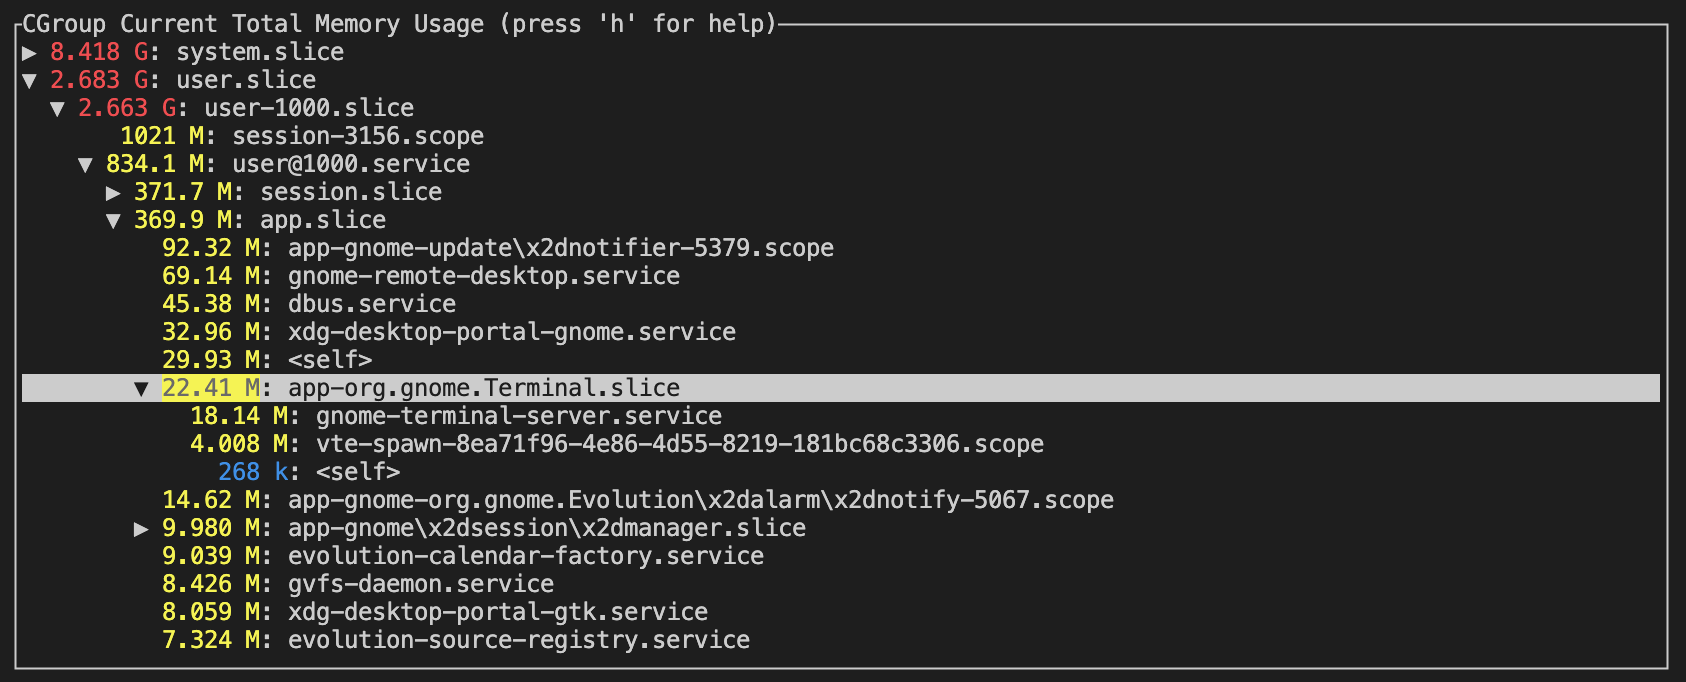 CGroup Current Total Memory Usage (press 'h' for help)
▶ 8.418 G: system.slice
▼ 2.683 G: user.slice
▼ 2.663 G: user-1000.slice
1021 M: session-3156.scope
▼ 834.1 M: user@1000.service
▶ 371.7 M: session.slice
▼ 369.9 M: app.slice
92.32 M: app-gnome-update\x2dnotifier-5379.scope
69.14 M: gnome-remote-desktop.service
45.38 M: dbus.service
32.96 M: xdg-desktop-portal-gnome.service
29.93 M: <self>
▼ 22.41 M: app-org.gnome.Terminal.slice
18.14 M: gnome-terminal-server.service
4.008 M: vte-spawn-8ea71f96-4e86-4d55-8219-181bc68c3306.scope
268 k: <self>
14.62 M: app-gnome-org.gnome.Evolution\x2dalarm\x2dnotify-5067.scope
▶ 9.980 M: app-gnome\x2dsession\x2dmanager.slice
9.039 M: evolution-calendar-factory.service
8.426 M: gvfs-daemon.service
8.059 M: xdg-desktop-portal-gtk.service
7.324 M: evolution-source-registry.service